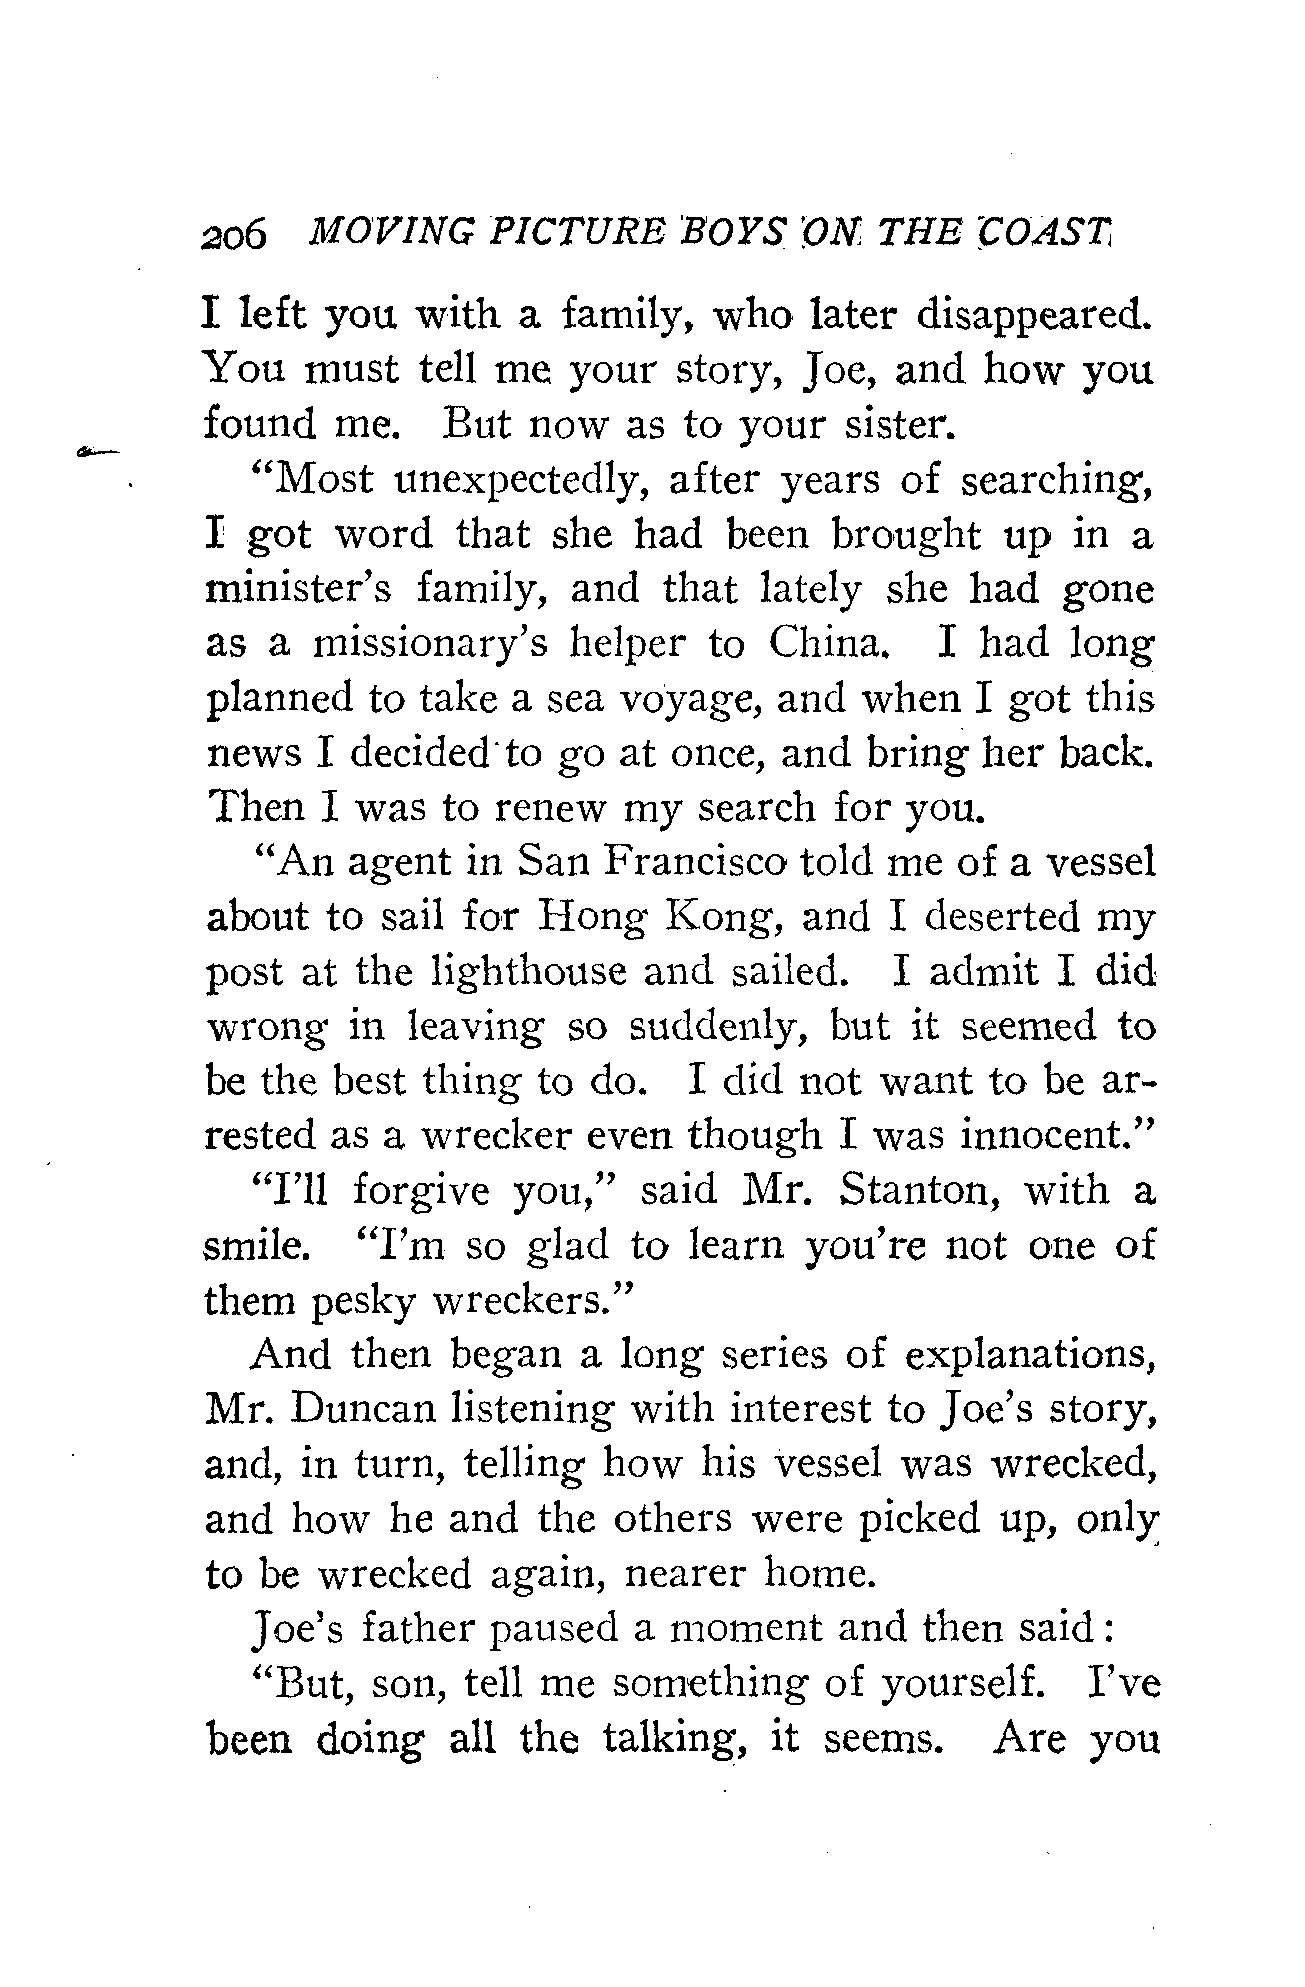 206 MOVING PICTURE BOYS ON THE COAST
I left you with a family, who later disappeared.
You must tell me your story, Joe, and how you
found me. But now as to your sister.
“Most unexpectedly, after years of searching,
I got word that she had been brought up in a
minister’s family, and that lately she had gone
as a missionary’s helper to China. I had long
planned to take a sea voyage, and when I got this
news I decided to go at once, and bring her back.
Then I was to renew my search for you.
“An agent in San Francisco told me of a vessel
about to sail for Hong Kong, and I deserted my
post at the lighthouse and sailed. I admit I did
wrong in leaving so suddenly, but it seemed to
be the best thing to do. I did not want to be ar-
rested as a wrecker even though I was innocent.”
“I’ll forgive you,” said Mr. Stanton, with a
smile. “I’m so glad to learn you’re not one of
them pesky wreckers.”
And then began a long series of explanations,
Mr. Duncan listening with interest to Joe’s story,
and, in turn, telling how his vessel was wrecked,
and how he and the others were picked up, only
to be wrecked again, nearer home.
Joe’s father paused a moment and then said:
“But, son, tell me something of yourself. I’ve
been doing all the talking, it seems. Are you